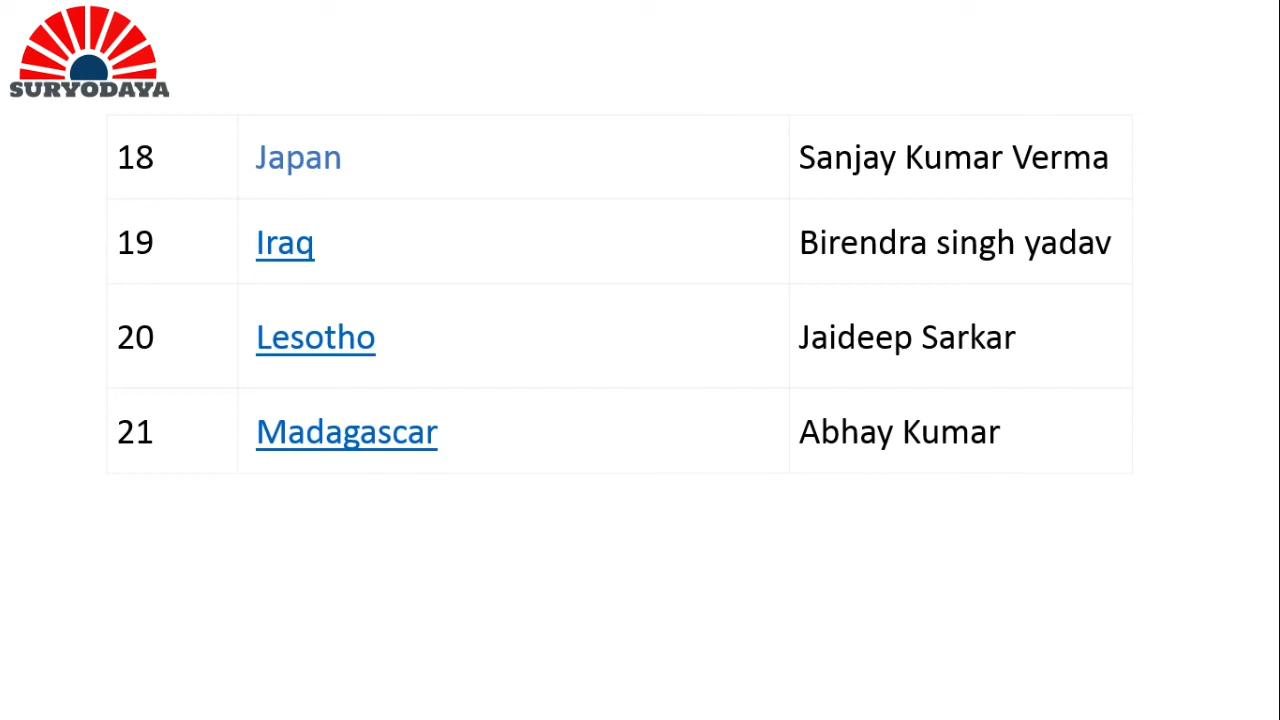 SURYODAYA
18 Japan Sanjay Kumar Verma
19 Iraq Birendra singh yadav
20 Lesotho Jaideep Sarkar
21 Madagascar Abhay Kumar